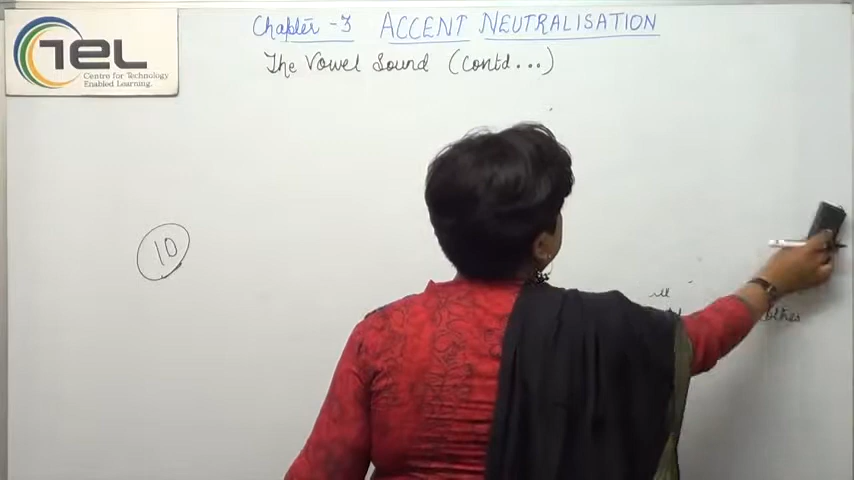 Chapter - 3 ACCENT NEUTRALISATION
The Vowel Sound (Contd...)
TEL
Centre for Technology
Enabled Learning.
10